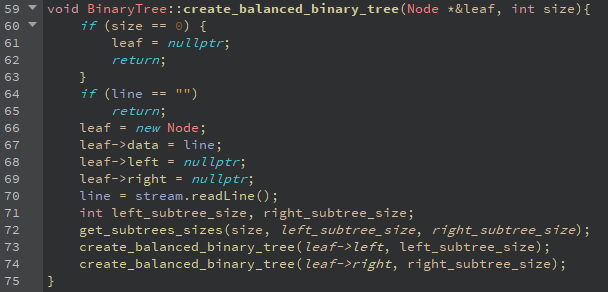 59 void BinaryTree::create_balanced_binary_tree(Node *&leaf, int size){
60     if (size == 0) {
61         leaf = nullptr;
62         return;
63     }
64     if (line == "")
65         return;
66     leaf = new Node;
67     leaf->data = line;
68     leaf->left = nullptr;
69     leaf->right = nullptr;
70     line = stream.readLine();
71     int left_subtree_size, right_subtree_size;
72     get_subtrees_sizes(size, left_subtree_size, right_subtree_size);
73     create_balanced_binary_tree(leaf->left, left_subtree_size);
74     create_balanced_binary_tree(leaf->right, right_subtree_size);
75 }